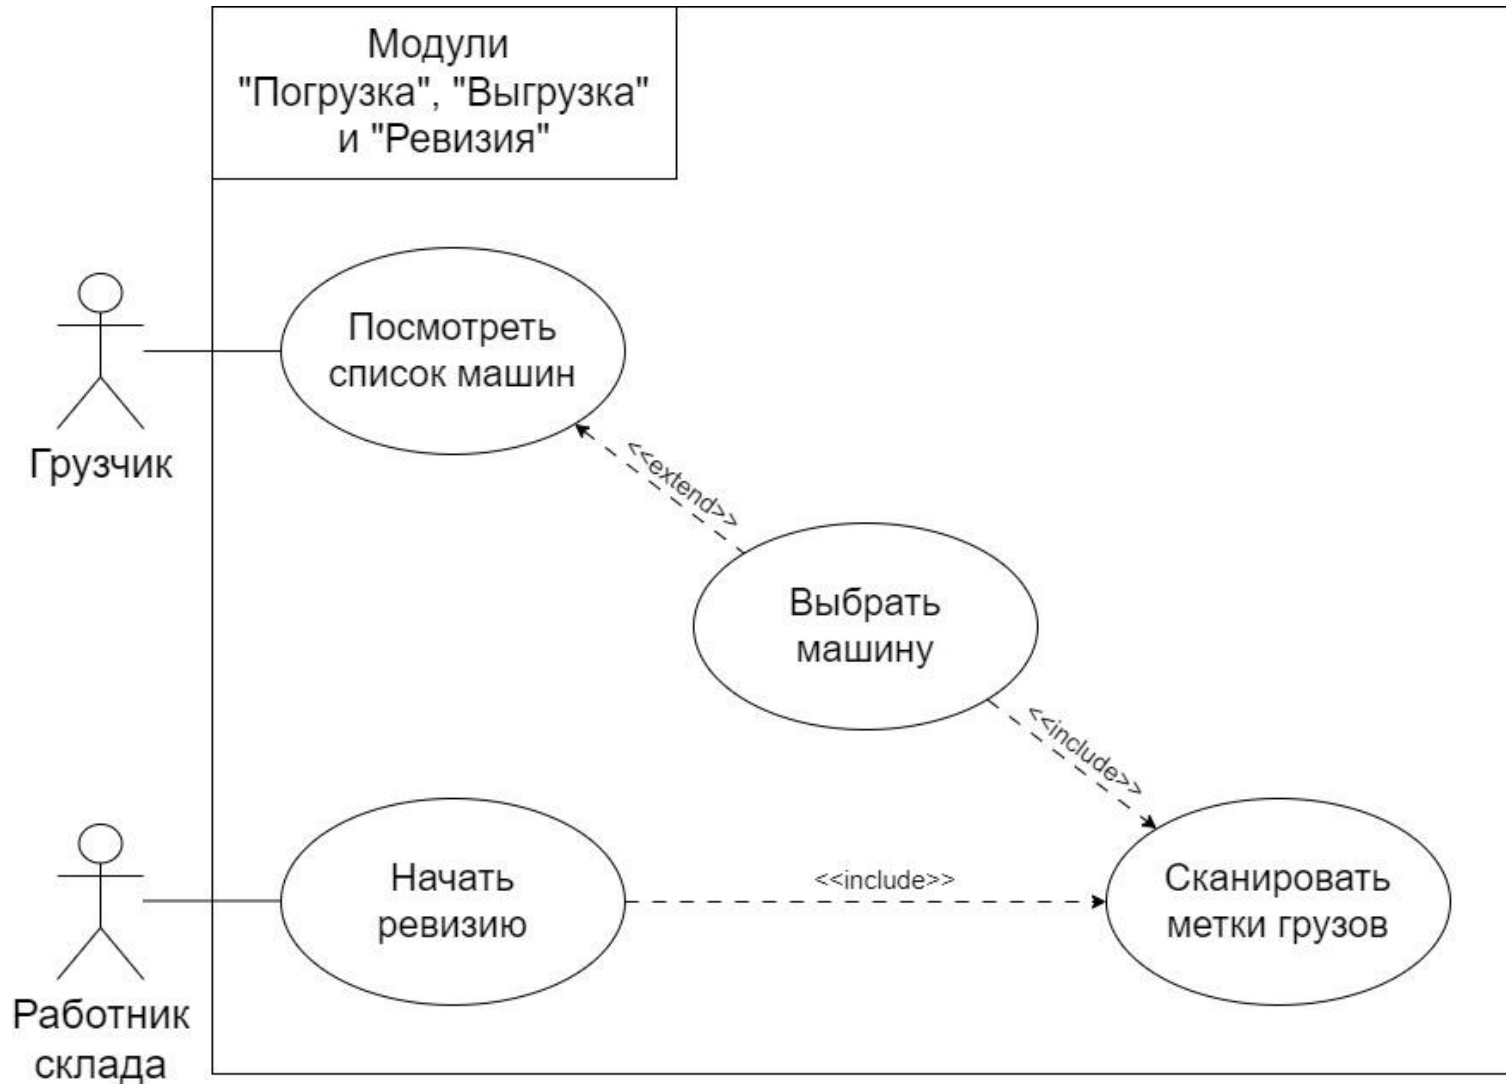 Модули
"Погрузка", "Выгрузка"
и "Ревизия"
Посмотреть
список машин
Грузчик
<<extend>>
Выбрать
машину
<<include>>
Начать
ревизию
<<include>>
Сканировать
метки грузов
Работник
склада